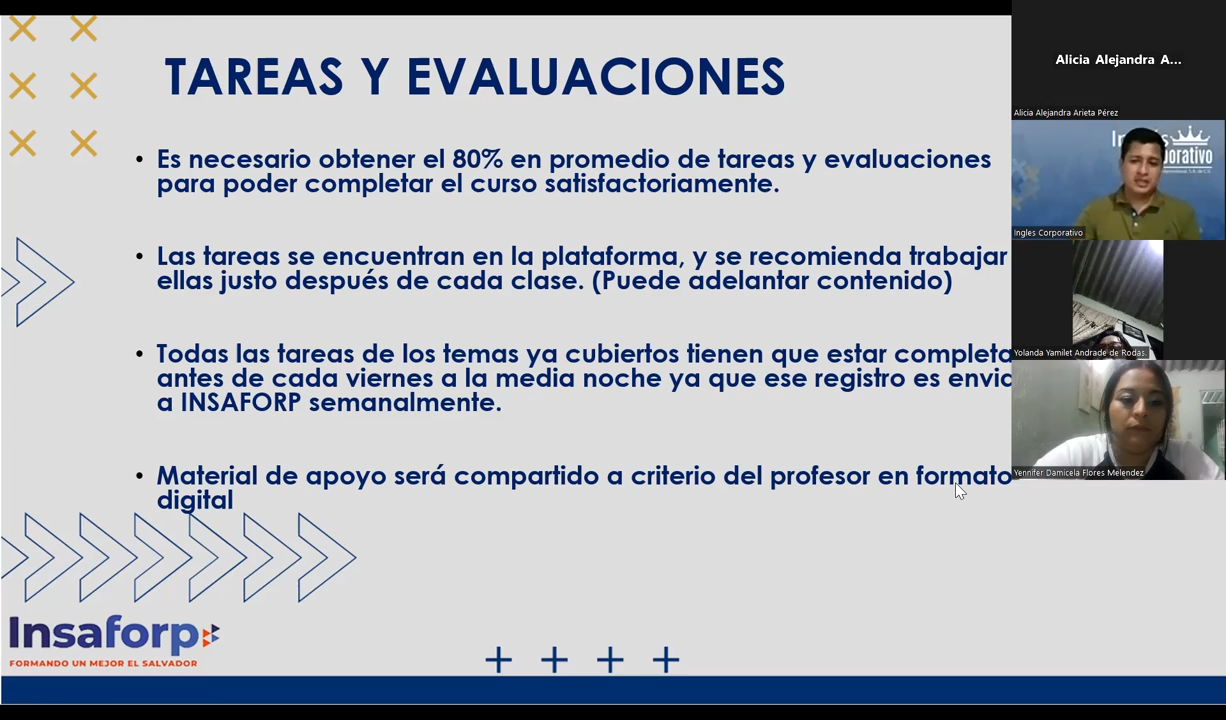 TAREAS Y EVALUACIONES
• Es necesario obtener el 80% en promedio de tareas y evaluaciones
para poder completar el curso satisfactoriamente.
• Las tareas se encuentran en la plataforma, y se recomienda trabajar
ellas justo después de cada clase. (Puede adelantar contenido)
• Todas las tareas de los temas ya cubiertos tienen que estar completa
antes de cada viernes a la media noche ya que ese registro es envia
a INSAFORP semanalmente.
• Material de apoyo será compartido a criterio del profesor en formato
digital
Insaforp
FORMANDO UN MEJOR EL SALVADOR
Alicia Alejandra A...
Alicia Alejandra Arieta Pérez
Ingles Corporativo
Yolanda Yamilet Andrade de Rodas.
Yennifer Damicela Flores Melendez